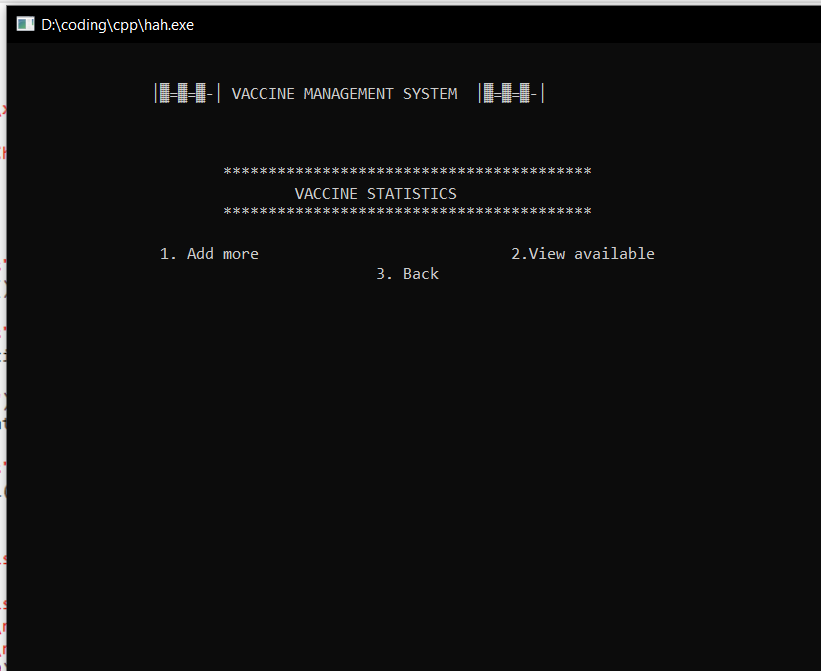 D:\coding\cpp\hah.exe
|▓=▓=▓-| VACCINE MANAGEMENT SYSTEM |▓=▓=▓-|
*****************************************
VACCINE STATISTICS
*****************************************
1. Add more 2.View available
3. Back